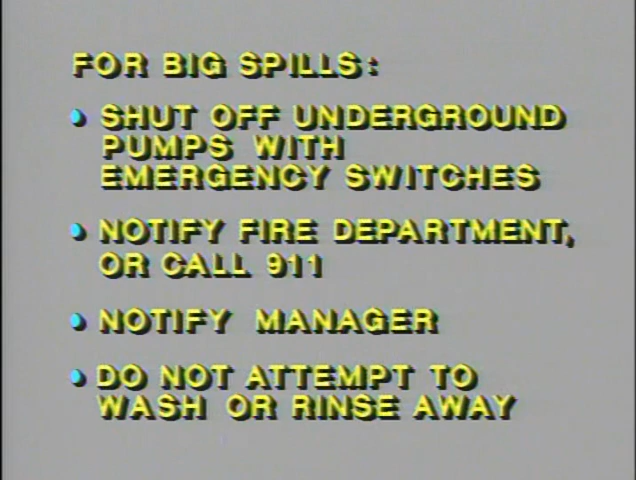 FOR BIG SPILLS:
• SHUT OFF UNDERGROUND
PUMPS WITH
EMERGENCY SWITCHES
• NOTIFY FIRE DEPARTMENT,
OR CALL 911
• NOTIFY MANAGER
• DO NOT ATTEMPT TO
WASH OR RINSE AWAY